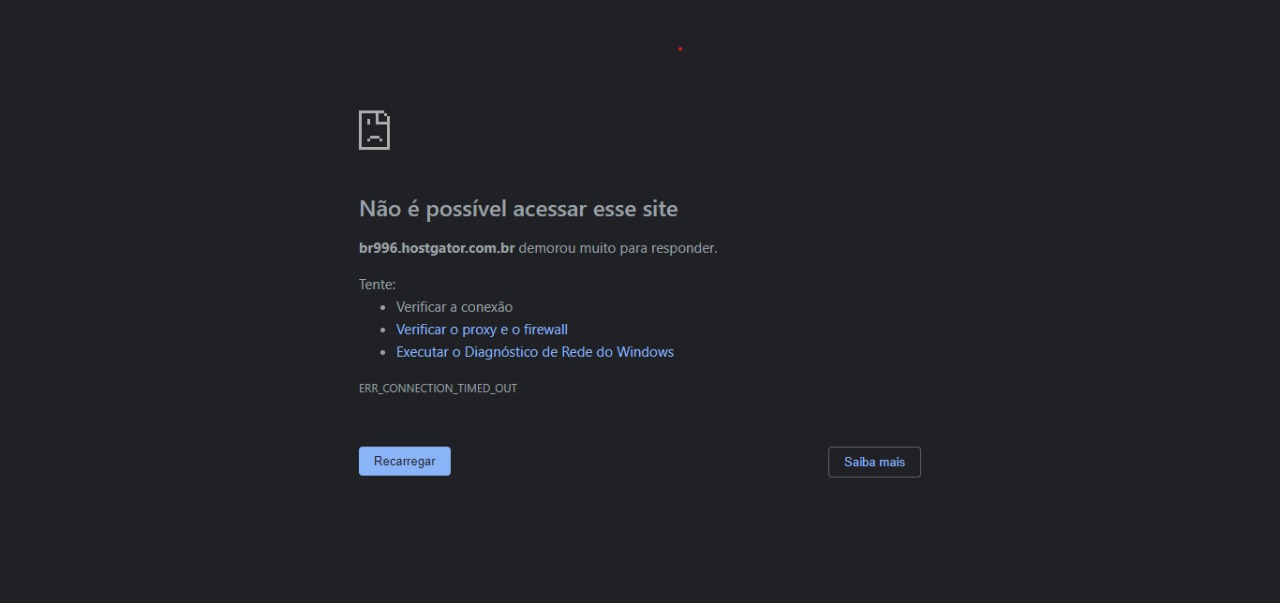 Não é possível acessar esse site
br996.hostgator.com.br demorou muito para responder.
Tente:
Verificar a conexão
Verificar o proxy e o firewall
Executar o Diagnóstico de Rede do Windows
ERR_CONNECTION_TIMED_OUT
Recarregar
Saiba mais